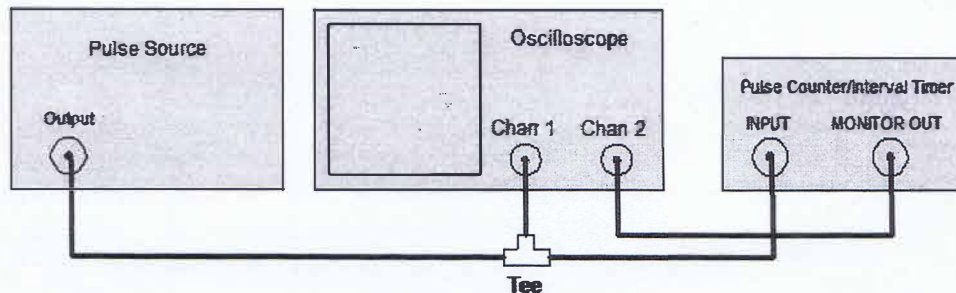 Pulse Source
Output
Oscilloscope
Chan 1
Chan 2
Pulse Counter/Interval Timer
INPUT
MONITOR OUT
Tee